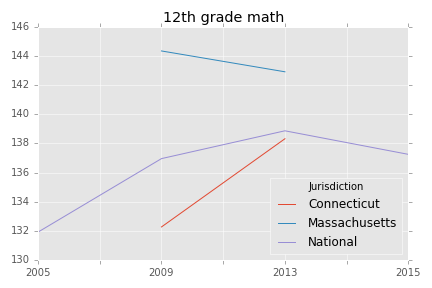 12th grade math
146
144
142
140
138
136
134
132
130
Jurisdiction
Connecticut
Massachusetts
National
2005
2009
2013
2015